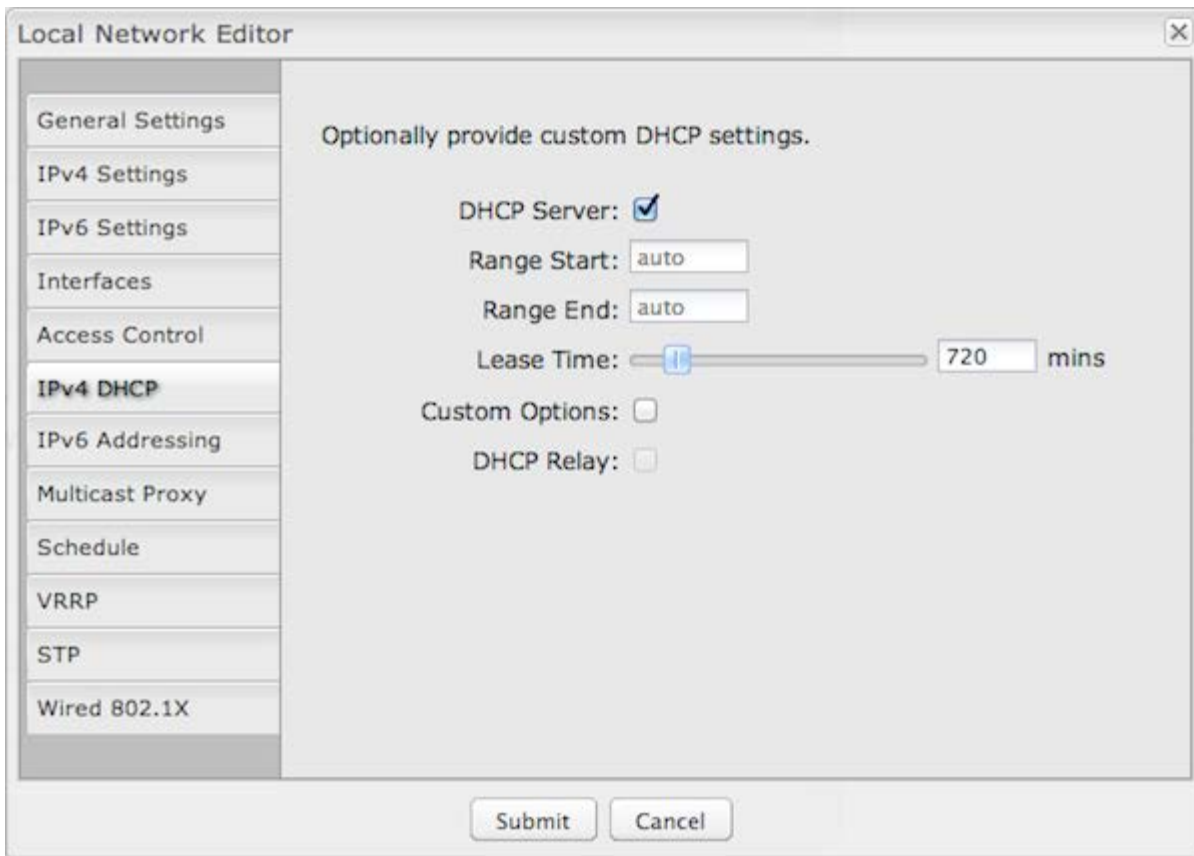 Local Network Editor
General Settings
IPv4 Settings
IPv6 Settings
Interfaces
Access Control
IPv4 DHCP
IPv6 Addressing
Multicast Proxy
Schedule
VRRP
STP
Wired 802.1X
Optionally provide custom DHCP settings.
DHCP Server:
Range Start: auto
Range End: auto
Lease Time: 720 mins
Custom Options:
DHCP Relay:
Submit Cancel